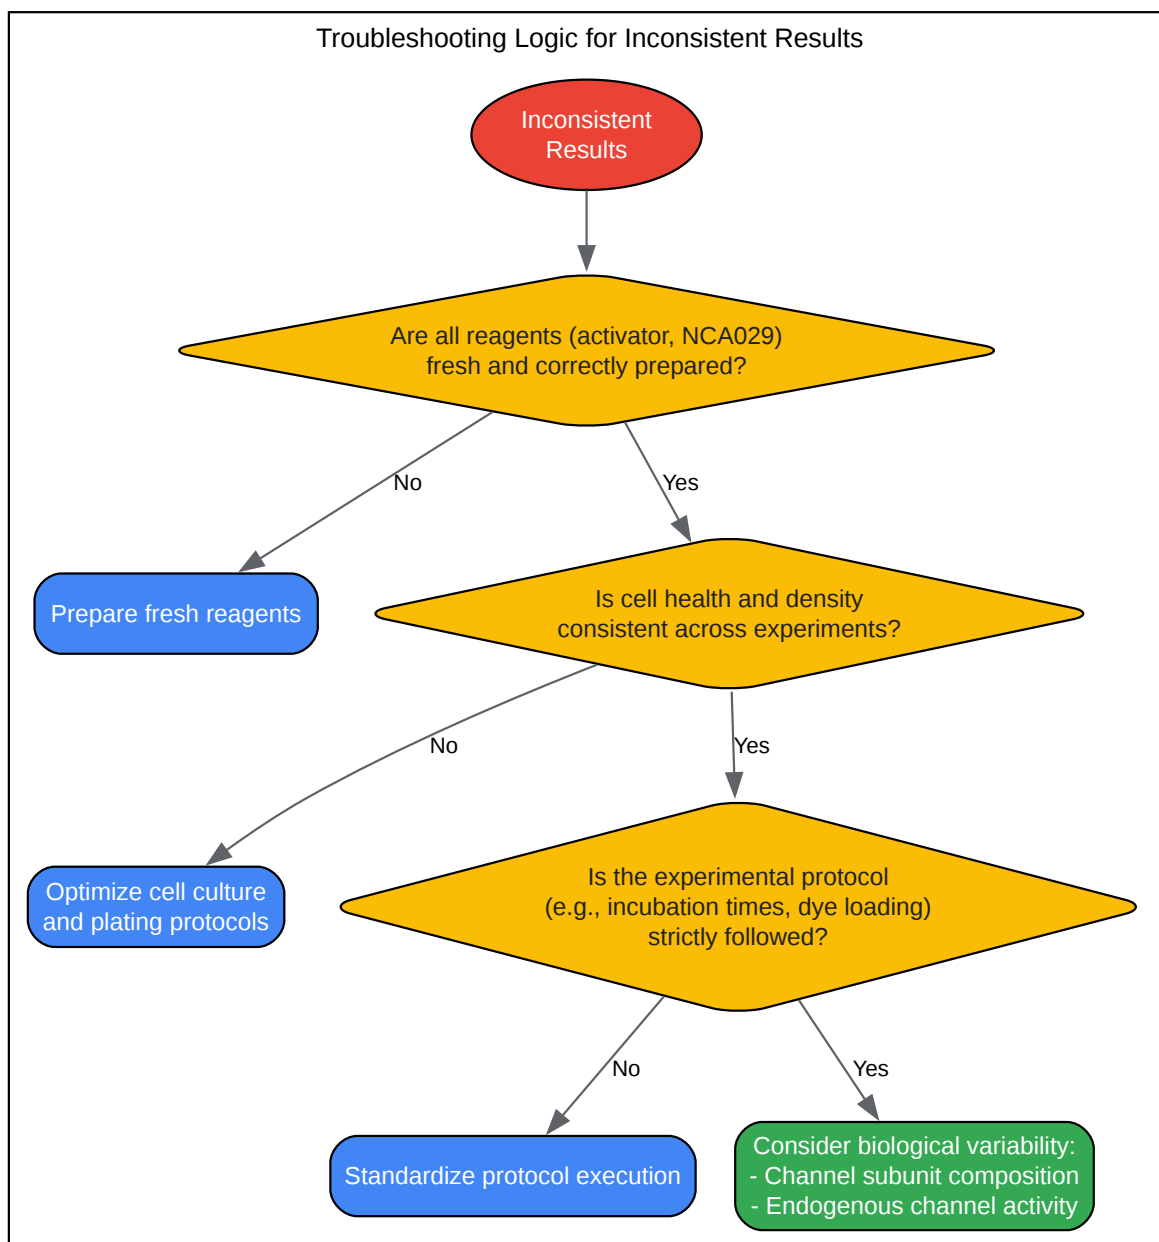 Troubleshooting Logic for Inconsistent Results
Inconsistent
Results
Are all reagents (activator, NCA029)
fresh and correctly prepared?
No
Yes
Prepare fresh reagents
Is cell health and density
consistent across experiments?
No
Yes
Optimize cell culture
and plating protocols
Is the experimental protocol
(e.g., incubation times, dye loading)
strictly followed?
No
Yes
Standardize protocol execution
Consider biological variability:
- Channel subunit composition
- Endogenous channel activity